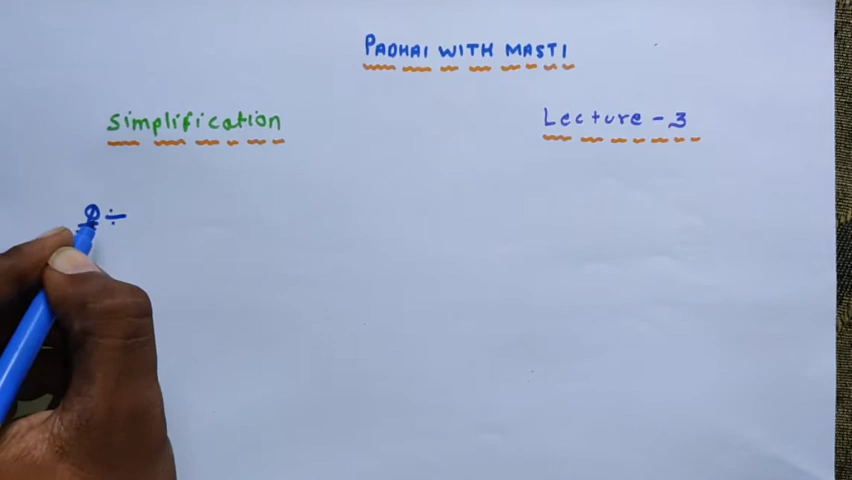 PADHAI WITH MASTI
Simplification
Lecture - 3
Q ÷